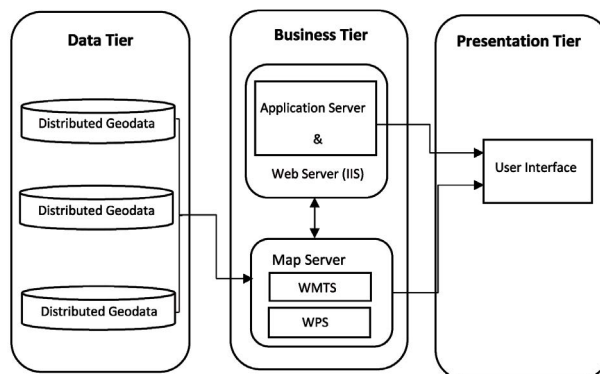 Data Tier
Distributed Geodata
Distributed Geodata
Distributed Geodata
Business Tier
Application Server
&
Web Server (IIS)
Map Server
WMTS
WPS
Presentation Tier
User Interface